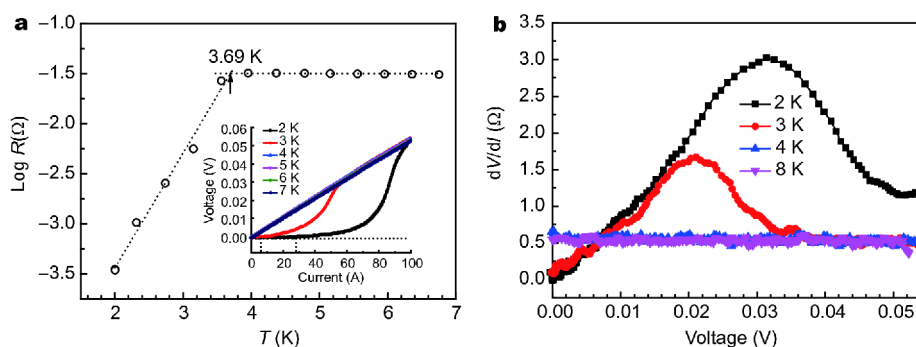 a
3.69 K
Log R(Ω)
−1.0
−1.5
−2.0
−2.5
−3.0
−3.5
2 3 4 5 6 7
T (K)
Voltage (V)
0.06
0.05
0.04
0.03
0.02
0.01
0.00
2 K
3 K
4 K
5 K
6 K
7 K
0 20 40 60 80 100
Current (A)
b
dV/dI (Ω)
3.5
3.0
2.5
2.0
1.5
1.0
0.5
0.0
2 K
3 K
4 K
8 K
0.00 0.01 0.02 0.03 0.04 0.05
Voltage (V)